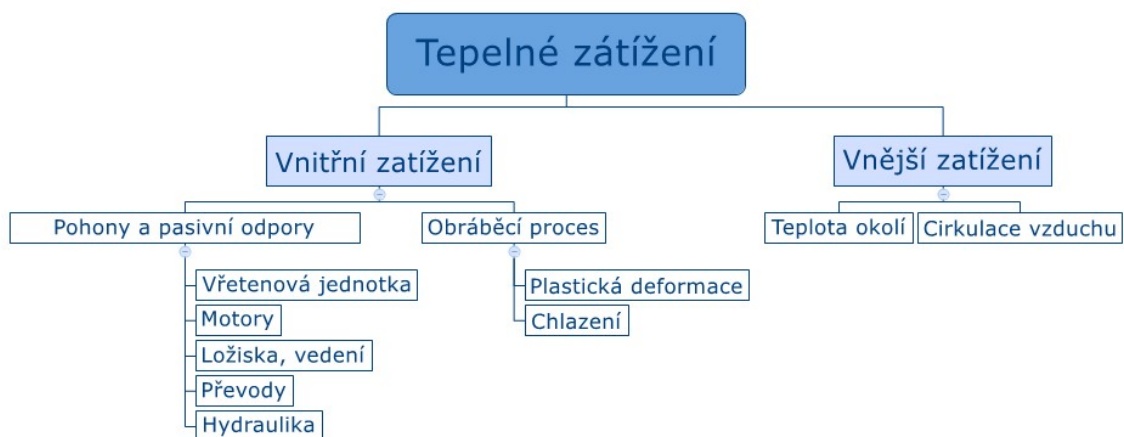 Tepelné zátížení
Vnitřní zatížení
Vnější zatížení
Pohony a pasivní odpory
Obráběcí proces
Teplota okolí
Cirkulace vzduchu
Vřetenová jednotka
Motory
Ložiska, vedení
Převody
Hydraulika
Plastická deformace
Chlazení